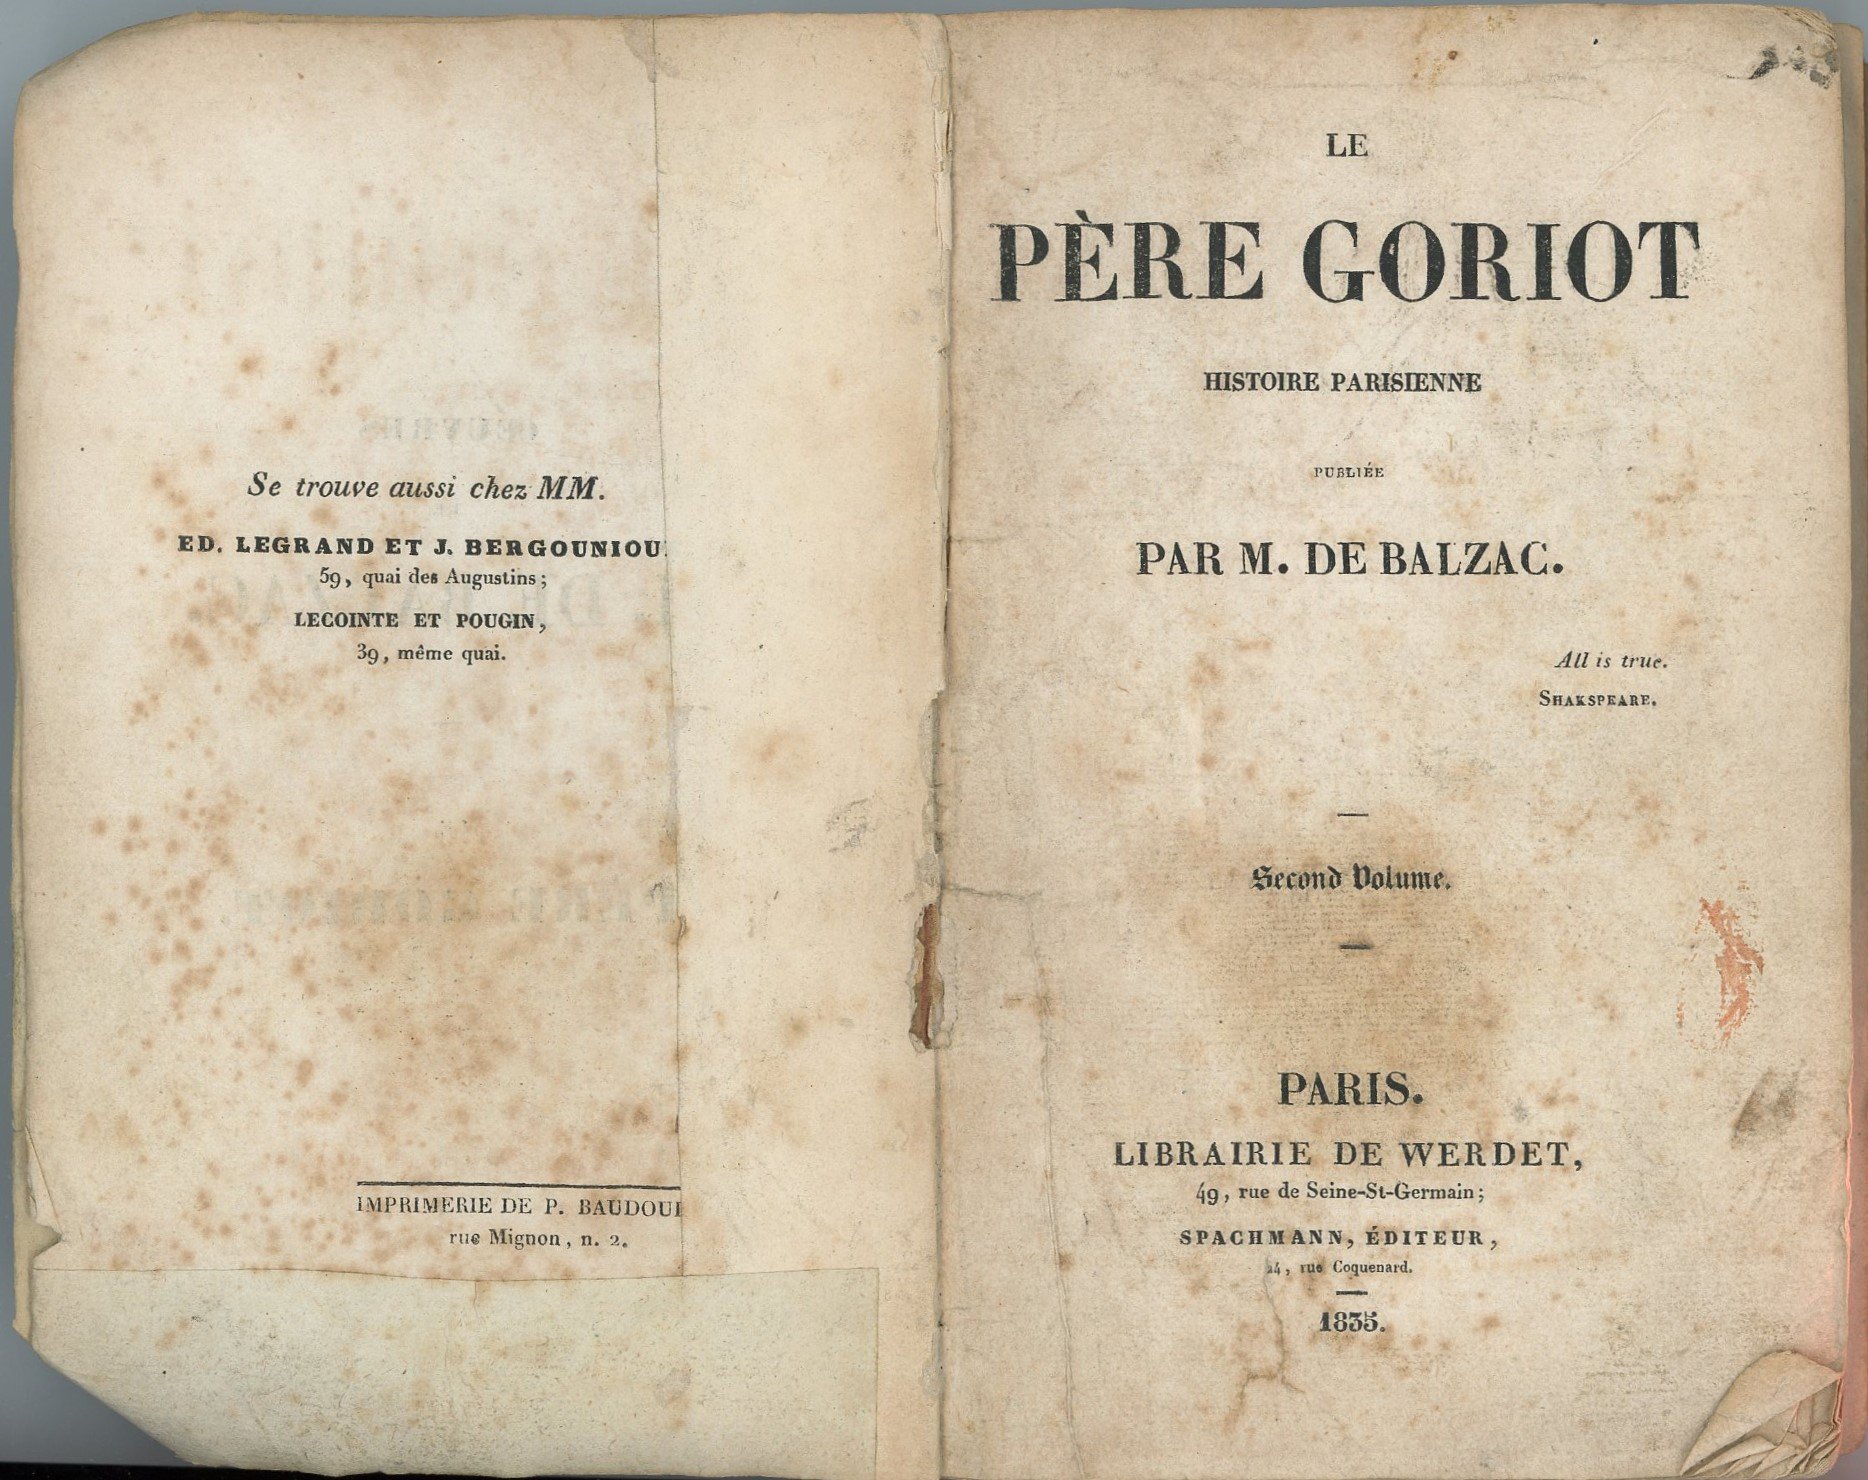 Se trouve aussi chez MM.
ED. LEGRAND ET J. BERGOUNIOU
59, quai des Augustins;
LECOINTE ET POUGIN,
39, même quai.
IMPRIMERIE DE P. BAUDOUI
rue Mignon, n. 2.
LE
PÈRE GORIOT
HISTOIRE PARISIENNE
PUBLIÉE
PAR M. DE BALZAC.
All is true.
SHAKSPEARE.
Second Volume.
PARIS.
LIBRAIRIE DE WERDET,
49, rue de Seine-St-Germain;
SPACHMANN, ÉDITEUR,
24, rue Coquenard.
1835.